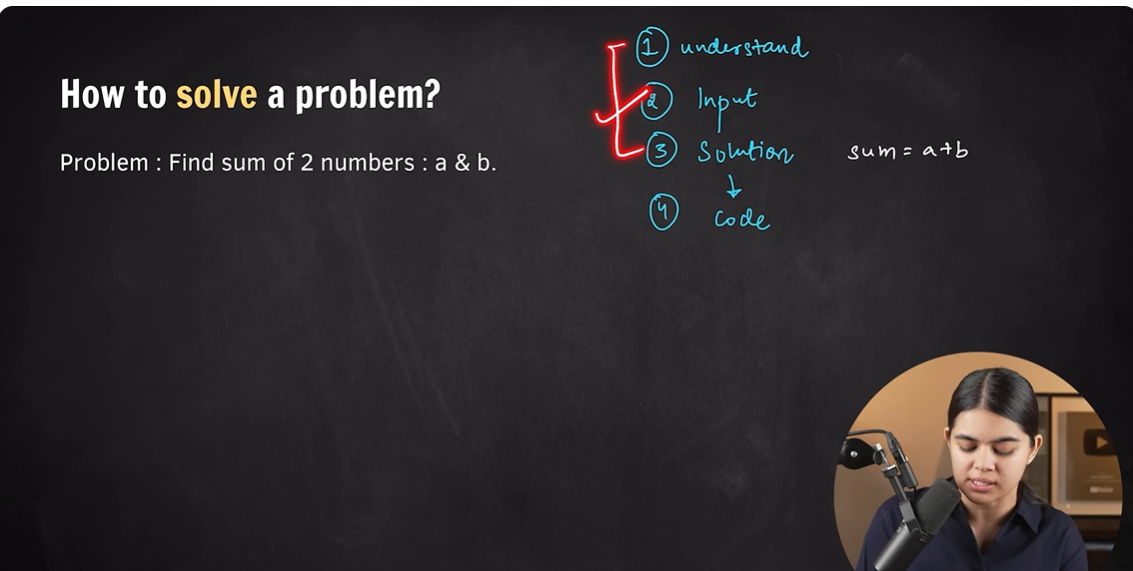 How to solve a problem?
Problem : Find sum of 2 numbers : a & b.
1 understand
2 Input
3 Solution sum = a+b
↓
4 code